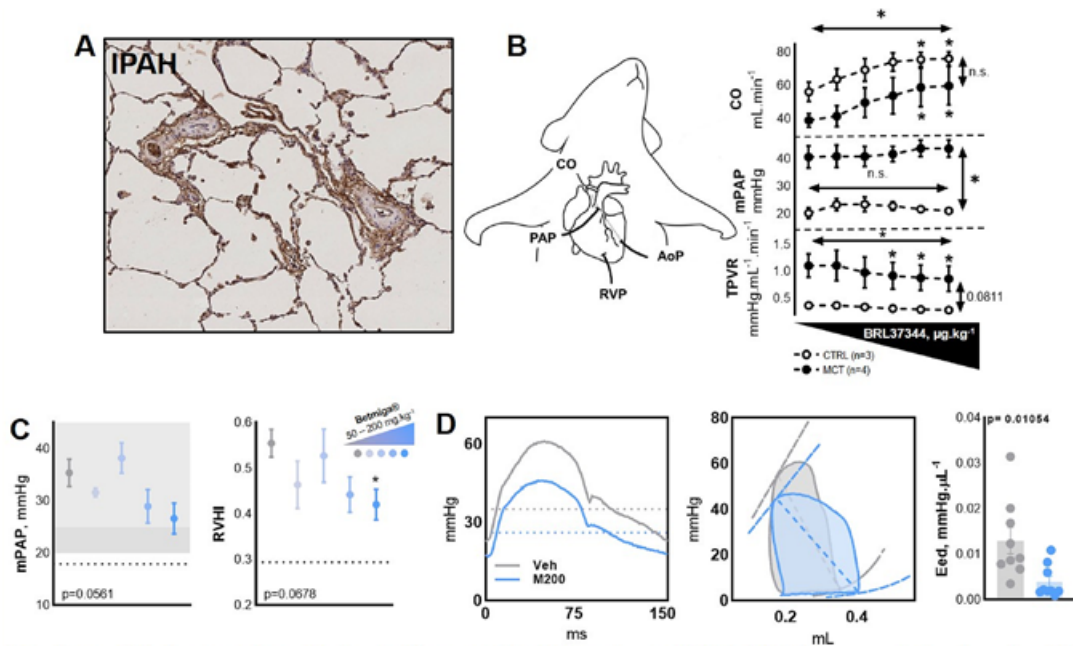 A
IPAH
B
CO
PAP
AoP
RVP
CO
mL.min⁻¹
80
60
40
*
*
*
n.s.
*
*
mPAP
mmHg
40
30
20
n.s.
*
TPVR
mmHg.mL⁻¹.min⁻¹
1.5
1.0
0.5
*
*
*
*
0.0811
BRL37344, µg.kg⁻¹
CTRL (n=3)
MCT (n=4)
C
mPAP, mmHg
40
30
20
10
p=0.0561
RVHI
0.6
0.5
0.4
0.3
0.2
p=0.0678
Betmiga®
50 – 200 mg.kg⁻¹
*
D
mmHg
60
30
0
0
75
150
ms
Veh
M200
mmHg
80
60
40
20
0
0.2
0.4
mL
Eed, mmHg.µL⁻¹
0.04
0.03
0.02
0.01
0.00
p= 0.01054